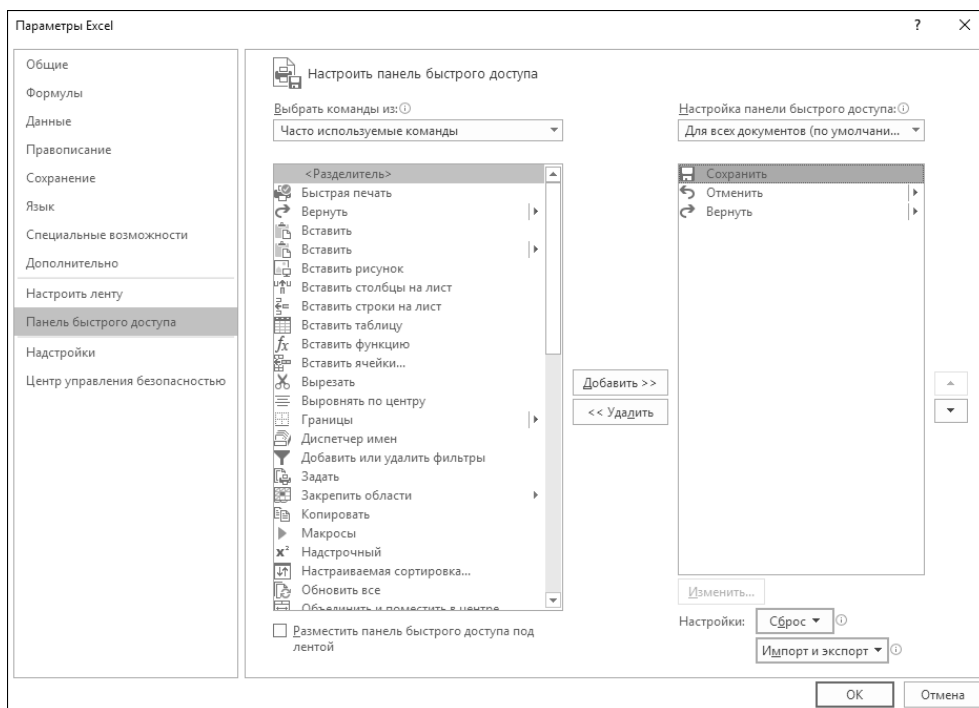 Параметры Excel
?
Общие
Формулы
Данные
Правописание
Сохранение
Язык
Специальные возможности
Дополнительно
Настроить ленту
Панель быстрого доступа
Надстройки
Центр управления безопасностью
Настроить панель быстрого доступа
Выбрать команды из:
Часто используемые команды
<Разделитель>
Быстрая печать
Вернуть
Вставить
Вставить
Вставить рисунок
Вставить столбцы на лист
Вставить строки на лист
Вставить таблицу
fx Вставить функцию
Вставить ячейки...
Вырезать
Выровнять по центру
Границы
Диспетчер имен
Добавить или удалить фильтры
Задать
Закрепить области
Копировать
Макросы
x² Надстрочный
Настраиваемая сортировка...
Обновить все
Объединить и поместить в центре
Разместить панель быстрого доступа под
лентой
Добавить >>
<< Удалить
Настройка панели быстрого доступа:
Для всех документов (по умолчани...
Сохранить
Отменить
Вернуть
Изменить...
Настройки:
Сброс
Импорт и экспорт
ОК
Отмена